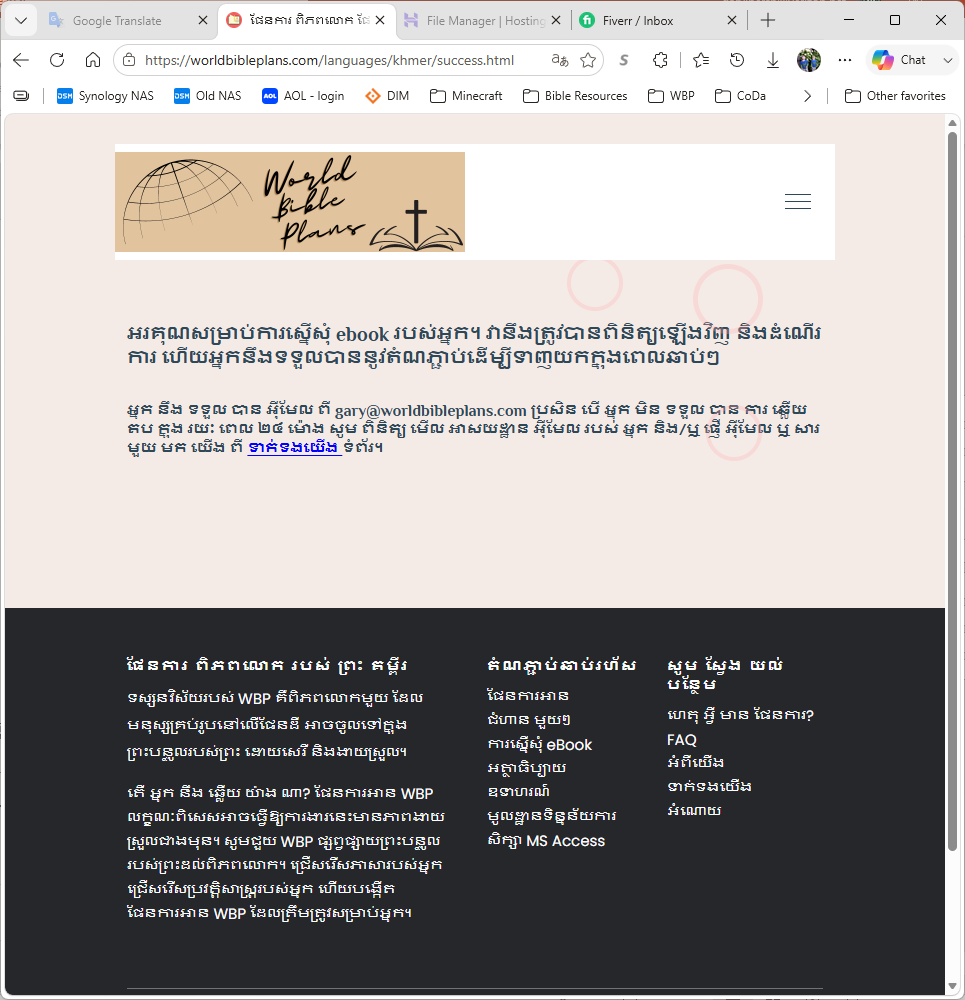 Google Translate
ផែនការ ពិភពលោក ផែ
File Manager | Hosting
Fiverr / Inbox
https://worldbibleplans.com/languages/khmer/success.html
Chat
Synology NAS
Old NAS
AOL - login
DIM
Minecraft
Bible Resources
WBP
CoDa
Other favorites
World
Bible
Plans
អរគុណសម្រាប់ការស្នើសុំ ebook របស់អ្នក។ វានឹងត្រូវបានពិនិត្យឡើងវិញ និងដំណើរ
ការ ហើយអ្នកនឹងទទួលបាននូវតំណភ្ជាប់ដើម្បីទាញយកក្នុងពេលឆាប់ៗ
អ្នក នឹង ទទួល បាន អ៊ីមែល ពី gary@worldbibleplans.com ប្រសិន បើ អ្នក មិន ទទួល បាន ការ ឆ្លើយ
តប ក្នុង រយះ ពេល ២៤ ម៉ោង សូម ពិនិត្យ មើល អាសយដ្ឋាន អ៊ីមែល របស់ អ្នក និង/ឬ ផ្ញើ អ៊ីមែល ឬ សារ
មួយ មក យើង ពី ទាក់ទងយើង ទំព័រ។
ផែនការ ពិភពលោក របស់ ព្រះ គម្ពីរ
ទស្សនវិស័យរបស់ WBP គឺពិភពលោកមួយ ដែល
មនុស្សគ្រប់រូបនៅលើផែនដី អាចចូលទៅក្នុង
ព្រះបន្ទូលរបស់ព្រះ ដោយសេរី និងងាយស្រួល។
តើ អ្នក នឹង ឆ្លើយ យ៉ាង ណា? ផែនការអាន WBP
លក្ខណៈពិសេសអាចធ្វើឱ្យការងារនេះមានភាពងាយ
ស្រួលជាងមុន។ សូមជួយ WBP ផ្សព្វផ្សាយព្រះបន្ទូល
របស់ព្រះឌល់ពិភពលោក។ ជ្រើសរើសភាសារបស់អ្នក
ជ្រើសរើសប្រវត្តិសាស្ត្ររបស់អ្នក ហើយបង្កើត
ផែនការអាន WBP ដែលត្រឹមត្រូវសម្រាប់អ្នក។
តំណភ្ជាប់ឆាប់រហ័ស
ផែនការអាន
ជំហាន មួយៗ
ការស្នើសុំ eBook
អត្ថាធិប្បាយ
ឧទាហរណ៍
មូលដ្ឋានទិន្នន័យការ
សិក្សា MS Access
សូម ស្វែង យល់
បន្ថែម
ហេតុ អ្វី មាន ផែនការ?
FAQ
អំពីយើង
ទាក់ទងយើង
អំណោយ